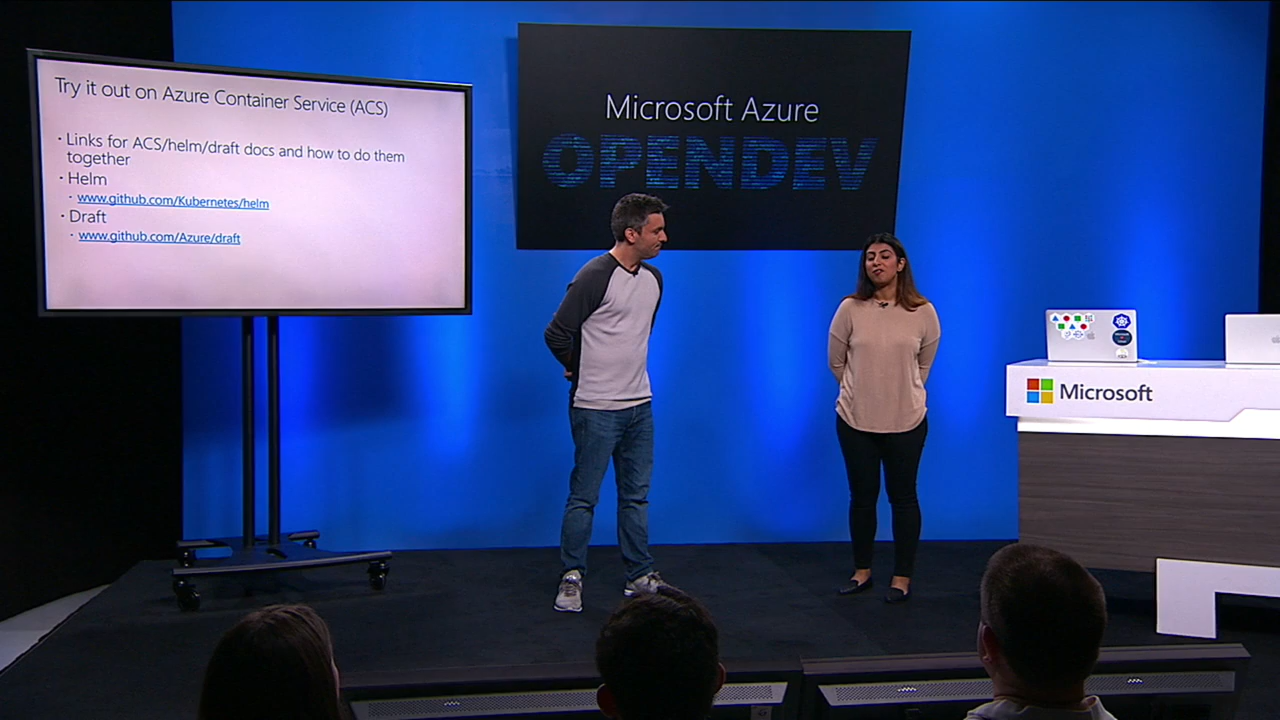 Try it out on Azure Container Service (ACS)
· Links for ACS/helm/draft docs and how to do them
together
· Helm
· www.github.com/Kubernetes/helm
· Draft
· www.github.com/Azure/draft
Microsoft Azure
OPENDEV
Microsoft